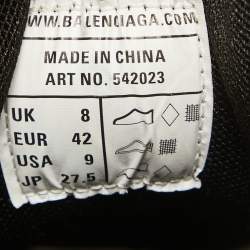 WWW.BALENCIAGA.COM
MADE IN CHINA
ART NO. 542023
UK 8
EUR 42
USA 9
JP 27.5